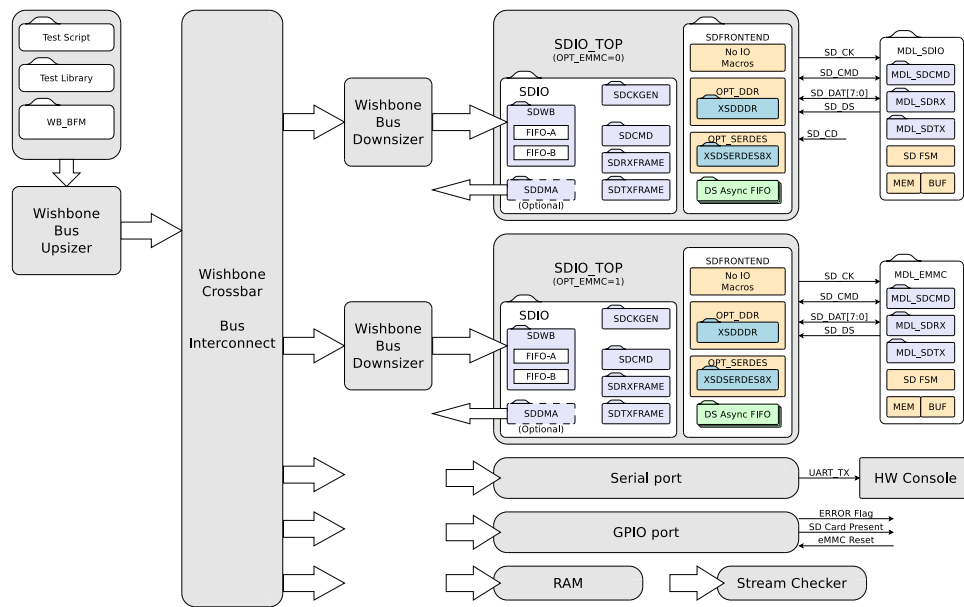 Test Script
Test Library
WB_BFM
Wishbone
Bus
Upsizer
Wishbone
Crossbar
Bus
Interconnect
Wishbone
Bus
Downsizer
SDIO_TOP
(OPT_EMMC=0)
SDIO
SDWB
FIFO-A
FIFO-B
SDDMA
(Optional)
SDCKGEN
SDCMD
SDRXFRAME
SDTXFRAME
SDFRONTEND
No IO
Macros
OPT_DDR
XSDDDR
OPT_SERDES
XSDSERDES8X
DS Async FIFO
SD_CK
SD_CMD
SD_DAT[7:0]
SD_DS
SD_CD
MDL_SDIO
MDL_SDCMD
MDL_SDRX
MDL_SDTX
SD FSM
MEM
BUF
Wishbone
Bus
Downsizer
SDIO_TOP
(OPT_EMMC=1)
SDIO
SDWB
FIFO-A
FIFO-B
SDDMA
(Optional)
SDCKGEN
SDCMD
SDRXFRAME
SDTXFRAME
SDFRONTEND
No IO
Macros
OPT_DDR
XSDDDR
OPT_SERDES
XSDSERDES8X
DS Async FIFO
SD_CK
SD_CMD
SD_DAT[7:0]
SD_DS
MDL_EMMC
MDL_SDCMD
MDL_SDRX
MDL_SDTX
SD FSM
MEM
BUF
Serial port
UART_TX
HW Console
GPIO port
ERROR Flag
SD Card Present
eMMC Reset
RAM
Stream Checker